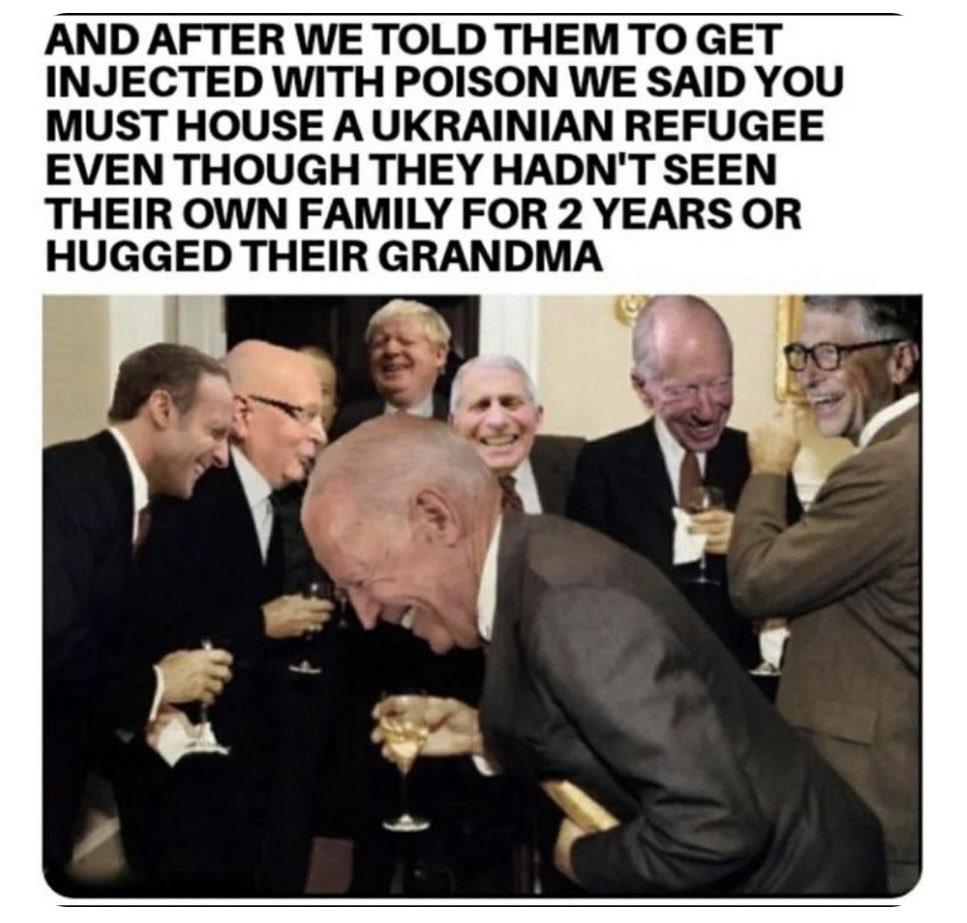 AND AFTER WE TOLD THEM TO GET
INJECTED WITH POISON WE SAID YOU
MUST HOUSE A UKRAINIAN REFUGEE
EVEN THOUGH THEY HADN'T SEEN
THEIR OWN FAMILY FOR 2 YEARS OR
HUGGED THEIR GRANDMA